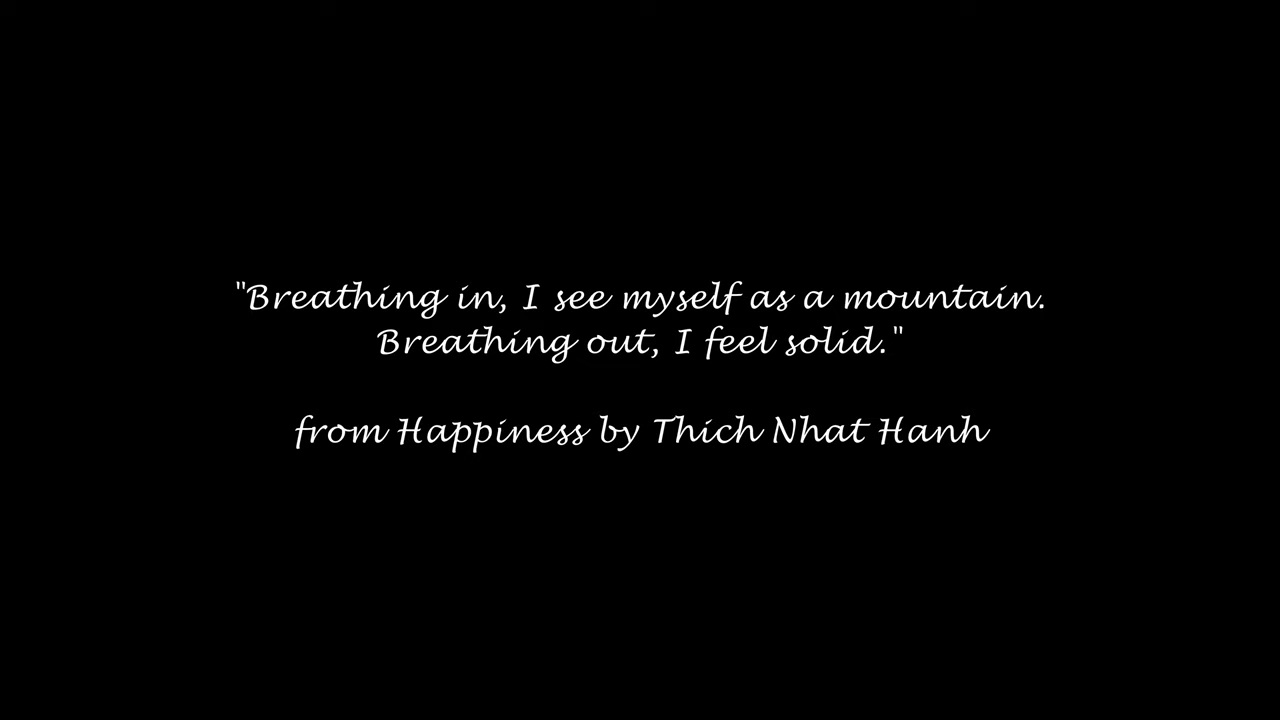 "Breathing in, I see myself as a mountain.
Breathing out, I feel solid."
from Happiness by Thich Nhat Hanh